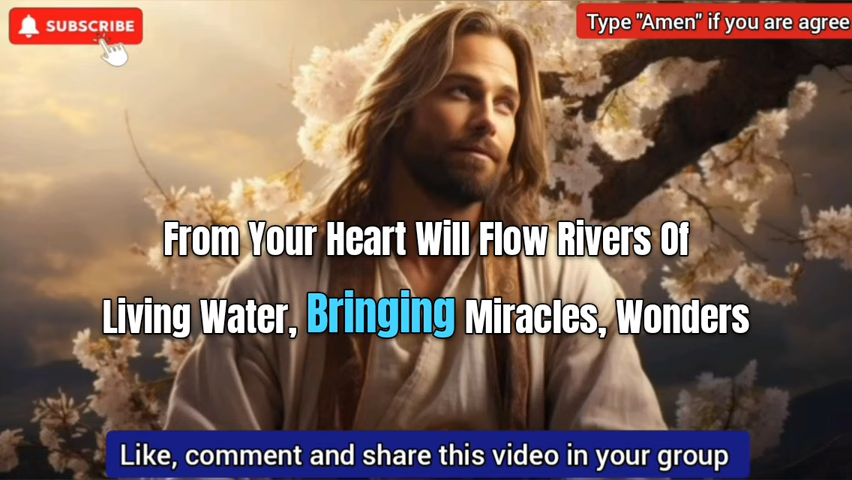 SUBSCRIBE
Type "Amen" if you are agree
From Your Heart Will Flow Rivers Of
Living Water, Bringing Miracles, Wonders
Like, comment and share this video in your group